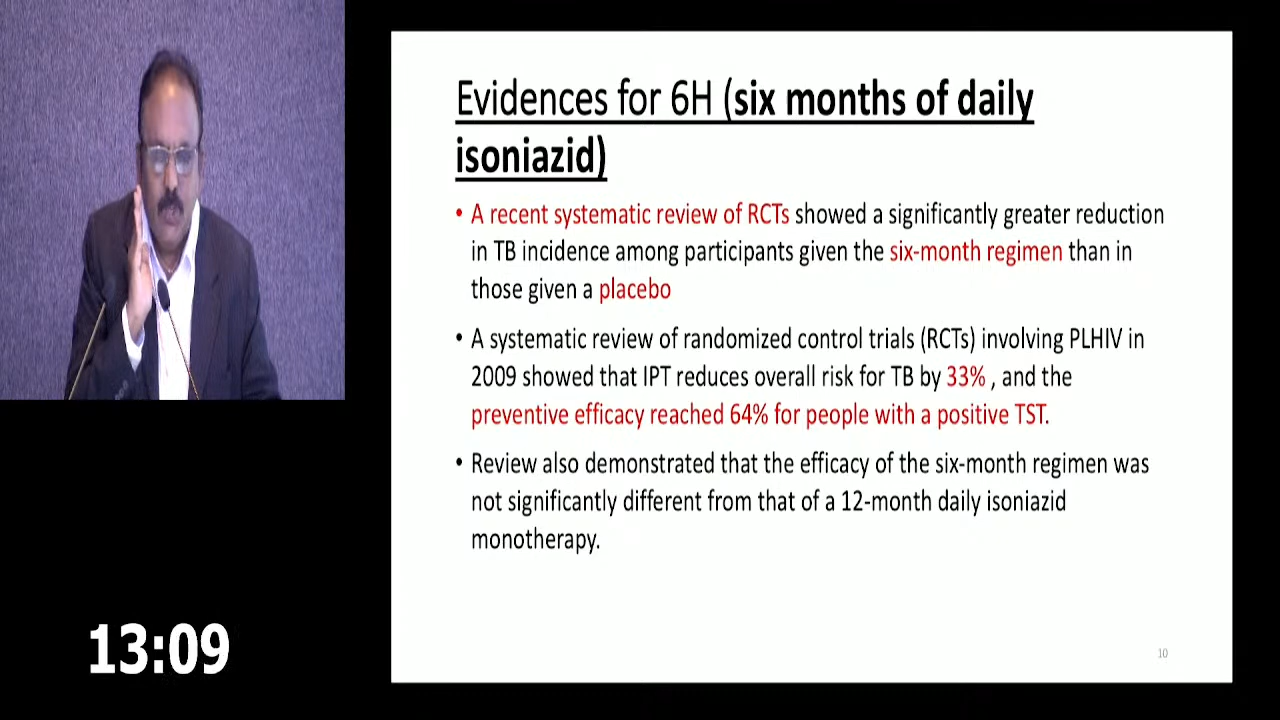 Evidences for 6H (six months of daily
isoniazid)
• A recent systematic review of RCTs showed a significantly greater reduction
in TB incidence among participants given the six-month regimen than in
those given a placebo
• A systematic review of randomized control trials (RCTs) involving PLHIV in
2009 showed that IPT reduces overall risk for TB by 33% , and the
preventive efficacy reached 64% for people with a positive TST.
• Review also demonstrated that the efficacy of the six-month regimen was
not significantly different from that of a 12-month daily isoniazid
monotherapy.
10
13:09